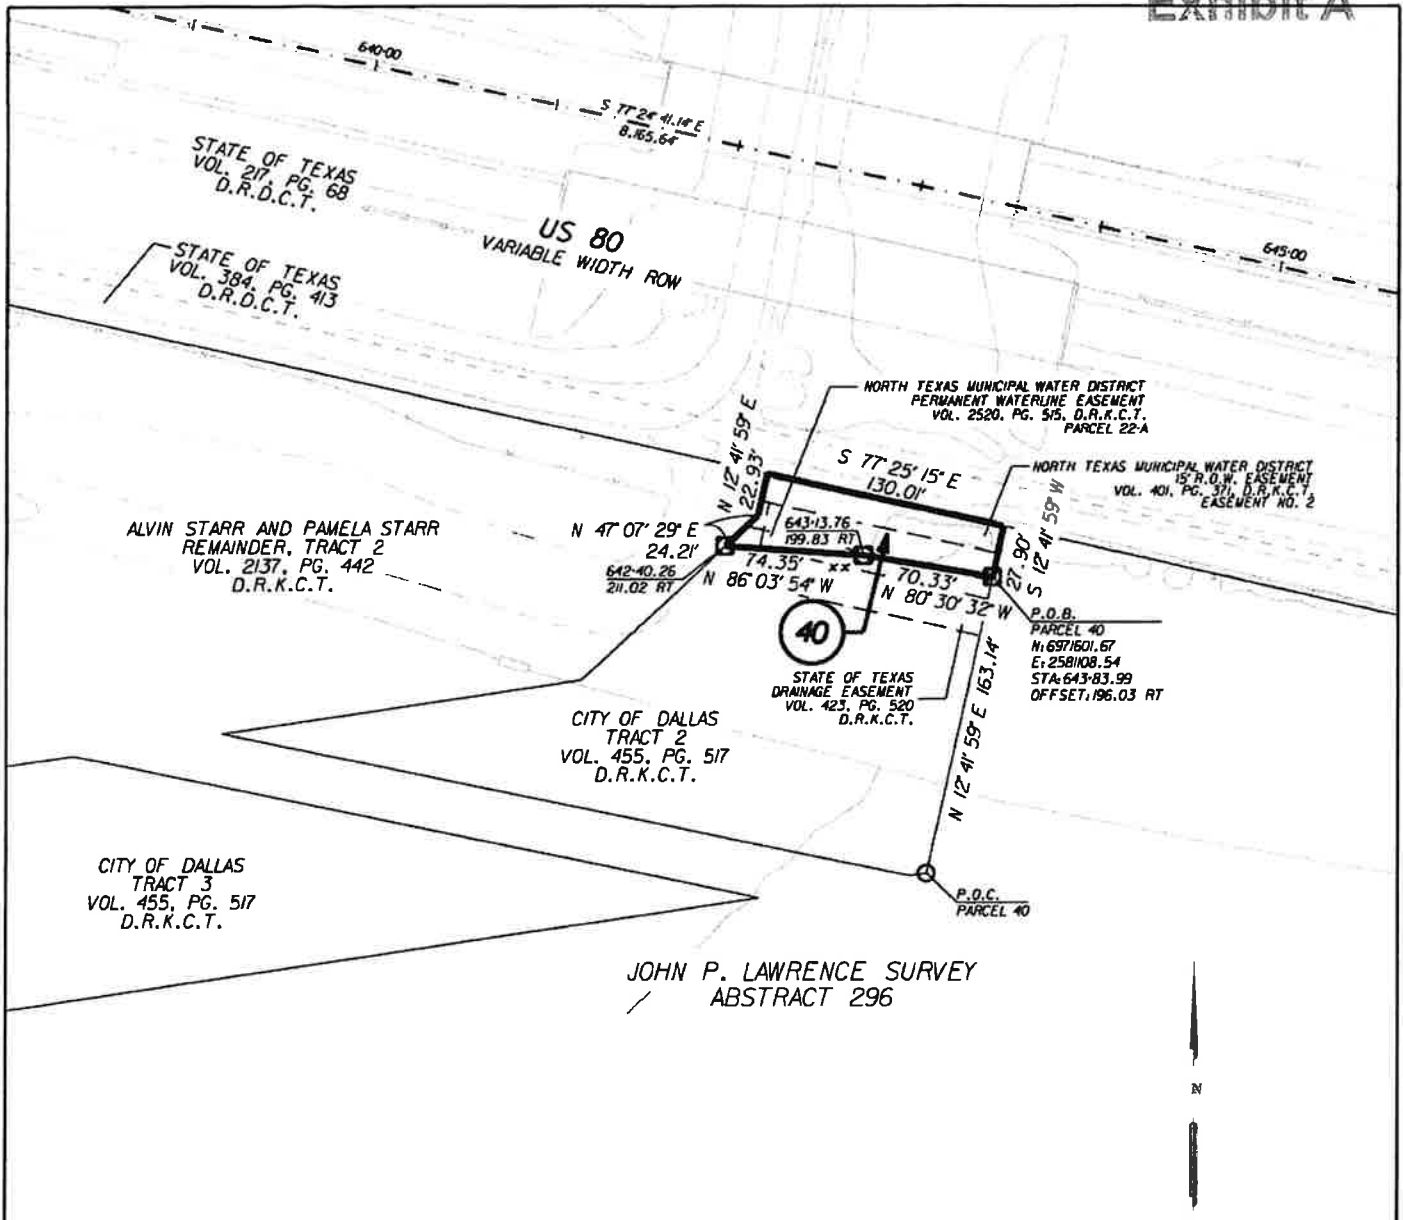 Exhibit A
640+00
S 77° 24' 41.14" E
8,165.64'
STATE OF TEXAS
VOL. 217, PG. 68
D.R.D.C.T.
US 80
VARIABLE WIDTH ROW
645+00
STATE OF TEXAS
VOL. 384, PG. 413
D.R.D.C.T.
NORTH TEXAS MUNICIPAL WATER DISTRICT
PERMANENT WATERLINE EASEMENT
VOL. 2520, PG. 515, D.R.K.C.T.
PARCEL 22-A
N 12° 41' 59" E
22.93'
S 77° 25' 15" E
130.01'
NORTH TEXAS MUNICIPAL WATER DISTRICT
15' R.O.W. EASEMENT
VOL. 401, PG. 371, D.R.K.C.T.
EASEMENT NO. 2
ALVIN STARR AND PAMELA STARR
REMAINDER, TRACT 2
VOL. 2137, PG. 442
D.R.K.C.T.
N 47° 07' 29" E
24.21'
642+40.26
211.02 RT
643+13.76
199.83 RT
74.35'
N 86° 03' 54" W
xx
70.33'
N 80° 30' 32" W
27.90'
S 12° 41' 59" W
40
P.O.B.
PARCEL 40
N:6971601.67
E:2581108.54
STA:643+83.99
OFFSET:196.03 RT
STATE OF TEXAS
DRAINAGE EASEMENT
VOL. 423, PG. 520
D.R.K.C.T.
N 12° 41' 59" E 163.14'
CITY OF DALLAS
TRACT 2
VOL. 455, PG. 517
D.R.K.C.T.
CITY OF DALLAS
TRACT 3
VOL. 455, PG. 517
D.R.K.C.T.
P.O.C.
PARCEL 40
JOHN P. LAWRENCE SURVEY
ABSTRACT 296
N